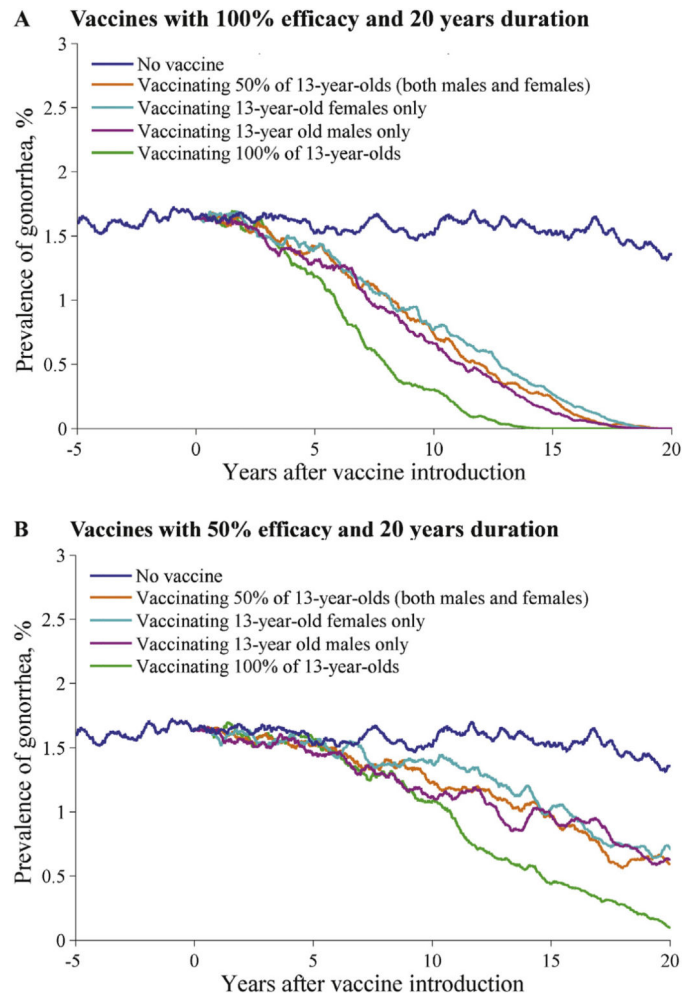 A Vaccines with 100% efficacy and 20 years duration
3
No vaccine
Vaccinating 50% of 13-year-olds (both males and females)
2.5
Vaccinating 13-year-old females only
Vaccinating 13-year old males only
2
Vaccinating 100% of 13-year-olds
1.5
1
0.5
0
Prevalence of gonorrhea, %
-5 0 5 10 15 20
Years after vaccine introduction
B Vaccines with 50% efficacy and 20 years duration
3
No vaccine
Vaccinating 50% of 13-year-olds (both males and females)
2.5
Vaccinating 13-year-old females only
Vaccinating 13-year old males only
Vaccinating 100% of 13-year-olds
2
1.5
1
0.5
0
Prevalence of gonorrhea, %
-5 0 5 10 15 20
Years after vaccine introduction